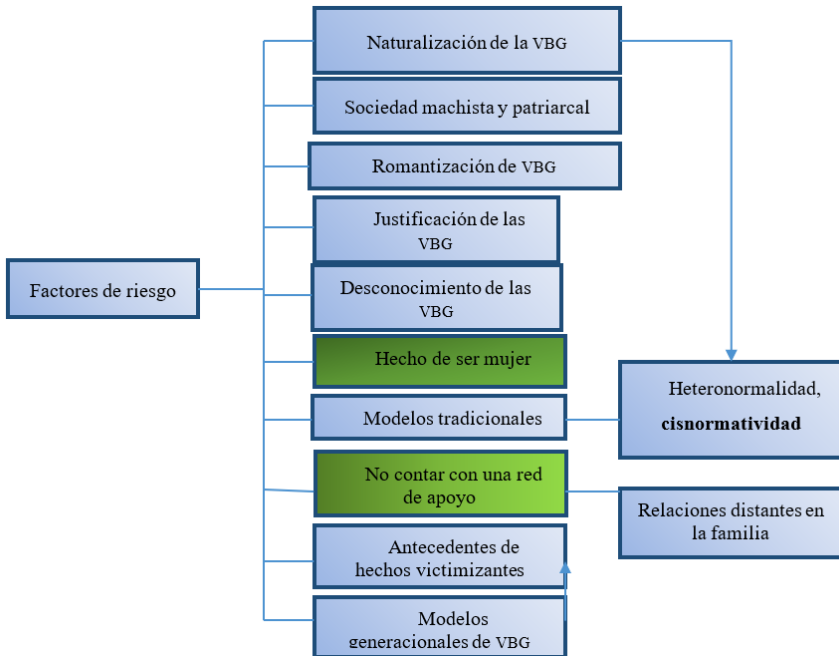 Naturalización de la VBG
Sociedad machista y patriarcal
Romantización de VBG
Justificación de las
VBG
Factores de riesgo
Desconocimiento de las
VBG
Hecho de ser mujer
Modelos tradicionales
Heteronormalidad,
cisnormatividad
No contar con una red
de apoyo
Relaciones distantes en
la familia
Antecedentes de
hechos victimizantes
Modelos
generacionales de VBG